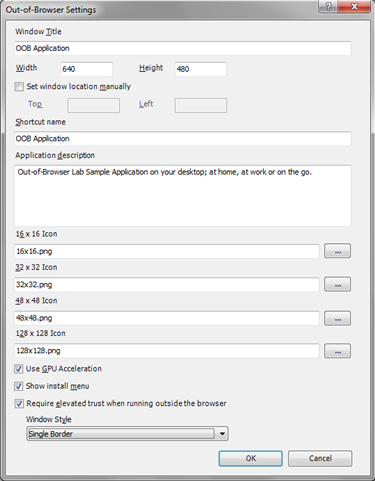 Out-of-Browser Settings
Window Title
OOB Application
Width 640 Height 480
Set window location manually
Top Left
Shortcut name
OOB Application
Application description
Out-of-Browser Lab Sample Application on your desktop; at home, at work or on the go.
16 x 16 Icon
16x16.png ...
32 x 32 Icon
32x32.png ...
48 x 48 Icon
48x48.png ...
128 x 128 Icon
128x128.png ...
Use GPU Acceleration
Show install menu
Require elevated trust when running outside the browser
Window Style
Single Border
OK Cancel